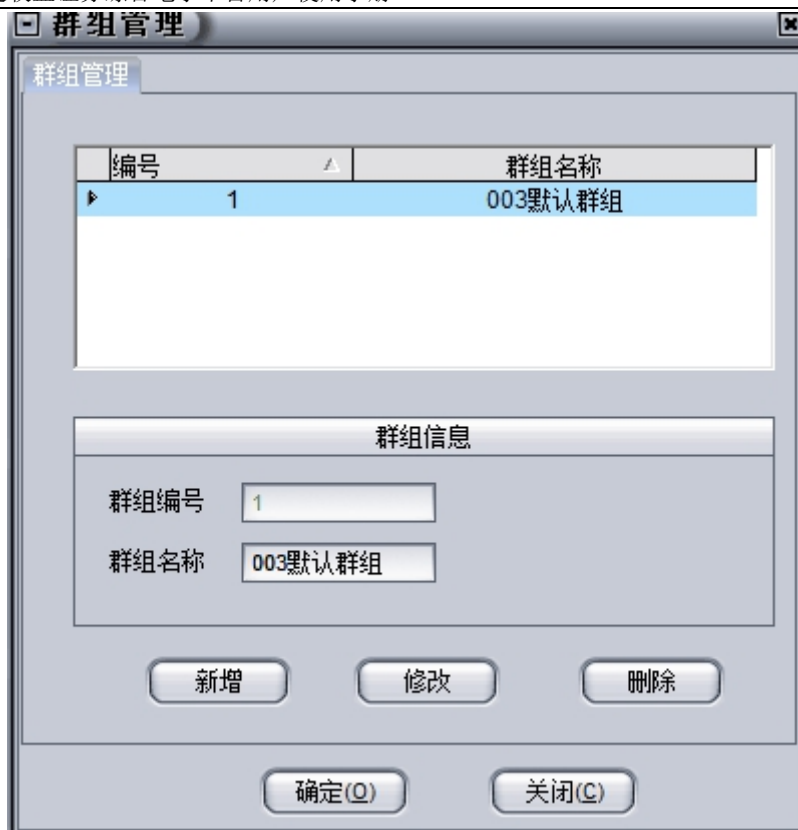 群组管理
群组管理
编号 群组名称
1 003默认群组
群组信息
群组编号 1
群组名称 003默认群组
新增 修改 删除
确定(O) 关闭(C)